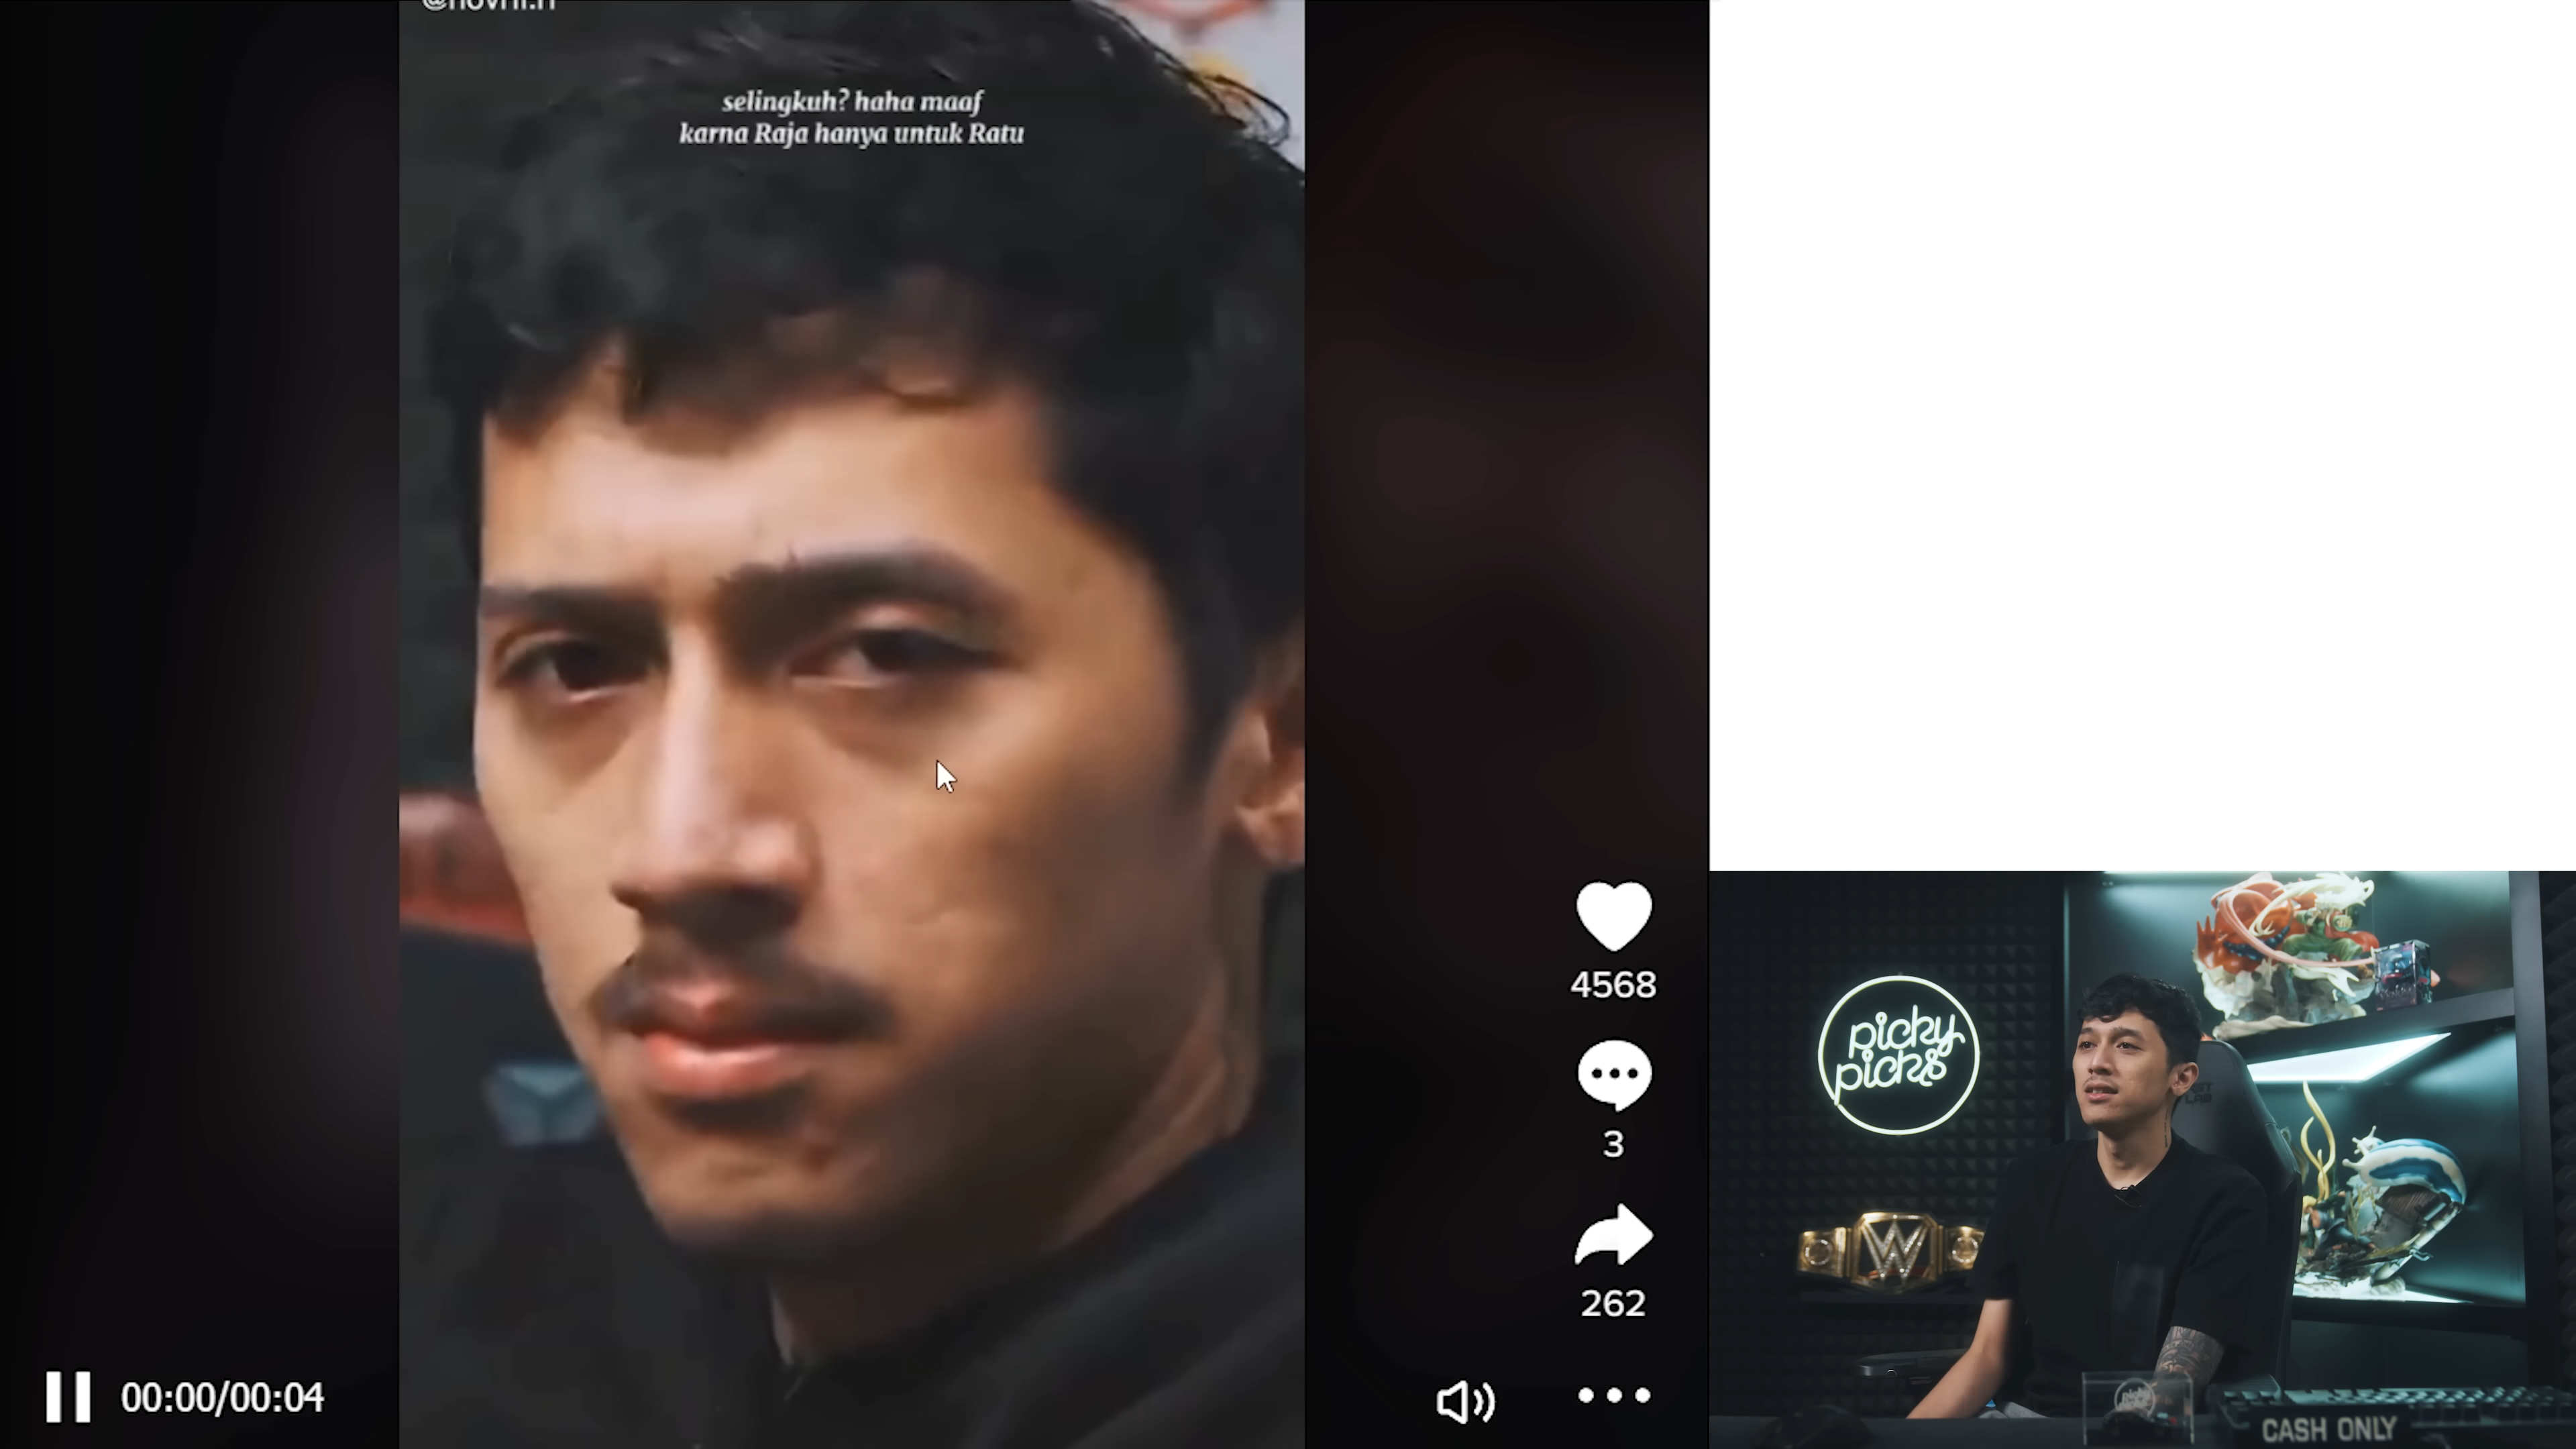 selingkuh? haha maaf
karna Raja hanya untuk Ratu
4568
3
262
00:00/00:04
picky
picks
W
CASH ONLY